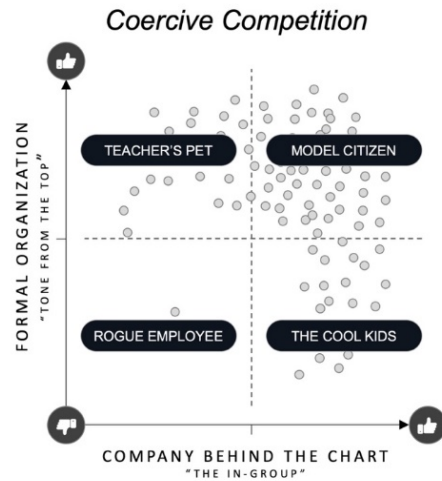 Coercive Competition
TEACHER'S PET
MODEL CITIZEN
FORMAL ORGANIZATION
"TONE FROM THE TOP"
ROGUE EMPLOYEE
THE COOL KIDS
COMPANY BEHIND THE CHART
"THE IN-GROUP"